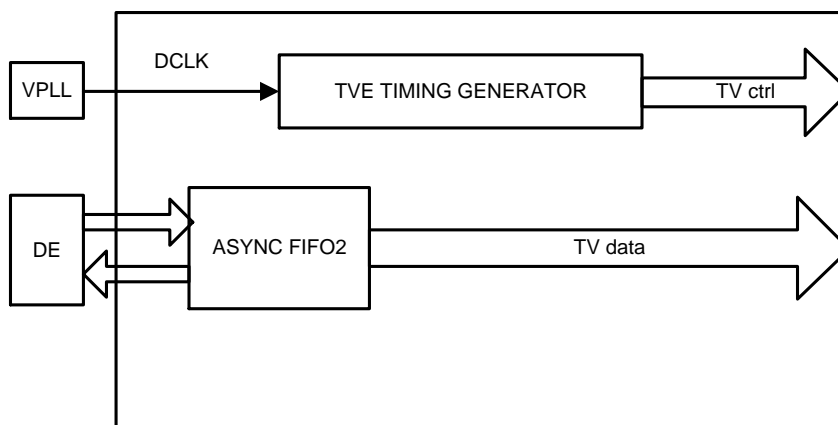 DCLK
VPLL
TVE TIMING GENERATOR
TV ctrl
DE
ASYNC FIFO2
TV data